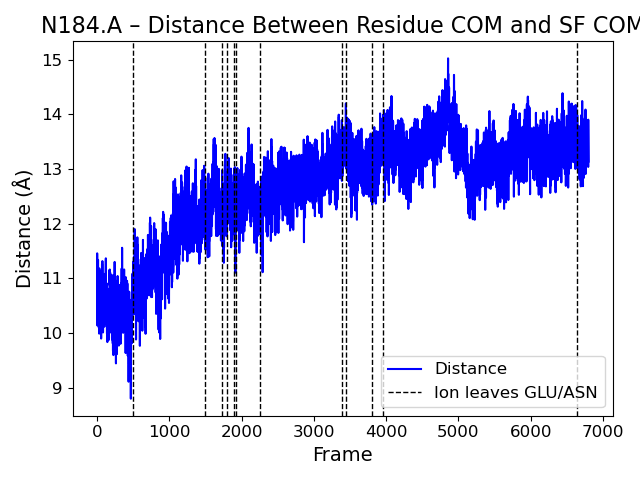 N184.A – Distance Between Residue COM and SF COM
15
14
13
12
11
10
9
Distance (Å)
0 1000 2000 3000 4000 5000 6000 7000
Frame
Distance
Ion leaves GLU/ASN